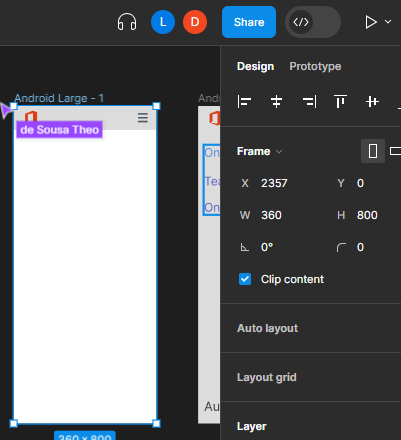 L
D
Share
Design
Prototype
Android Large - 1
de Sousa Theo
On
Tea
On
Au
Frame
X 2357 Y 0
W 360 H 800
0° 0
Clip content
Auto layout
Layout grid
Layer
360 × 800